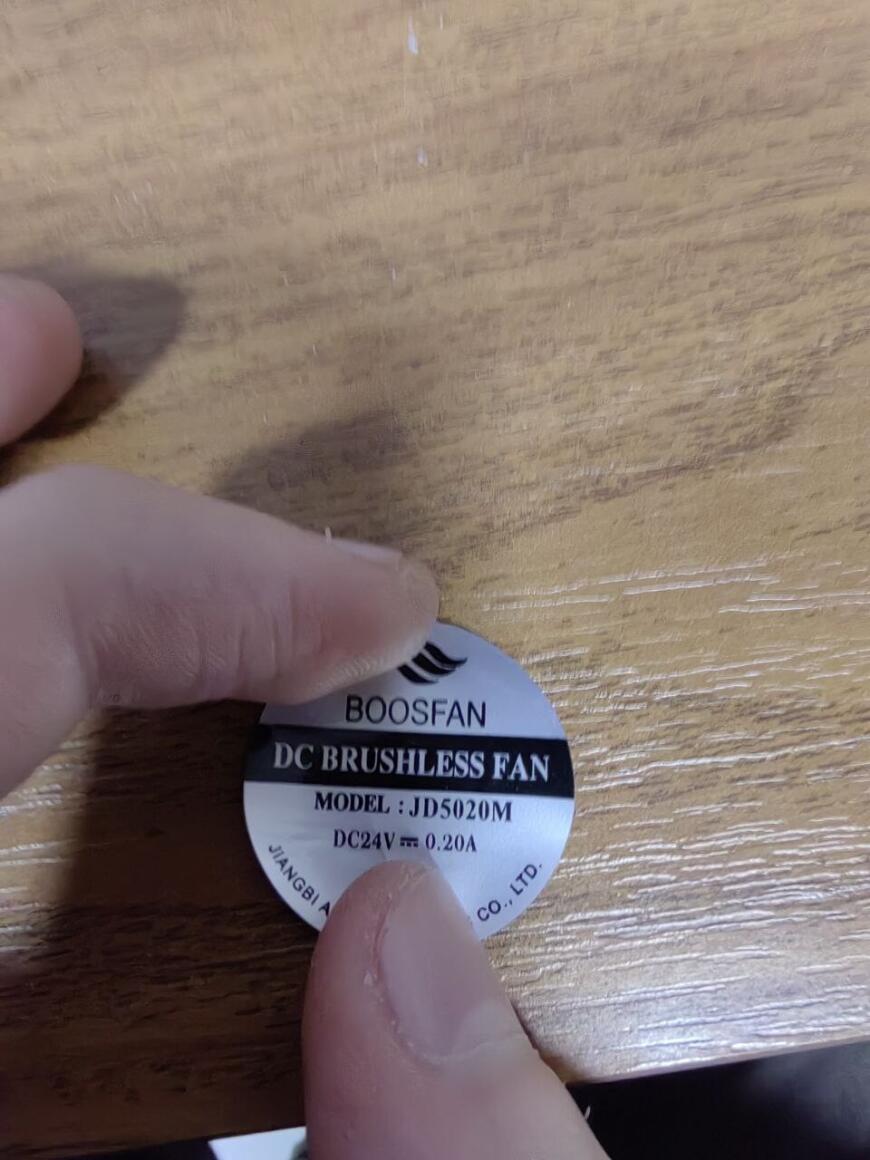 BOOSFAN
DC BRUSHLESS FAN
MODEL : JD5020M
DC24V ⎓ 0.20A
JIANGBI CO., LTD.